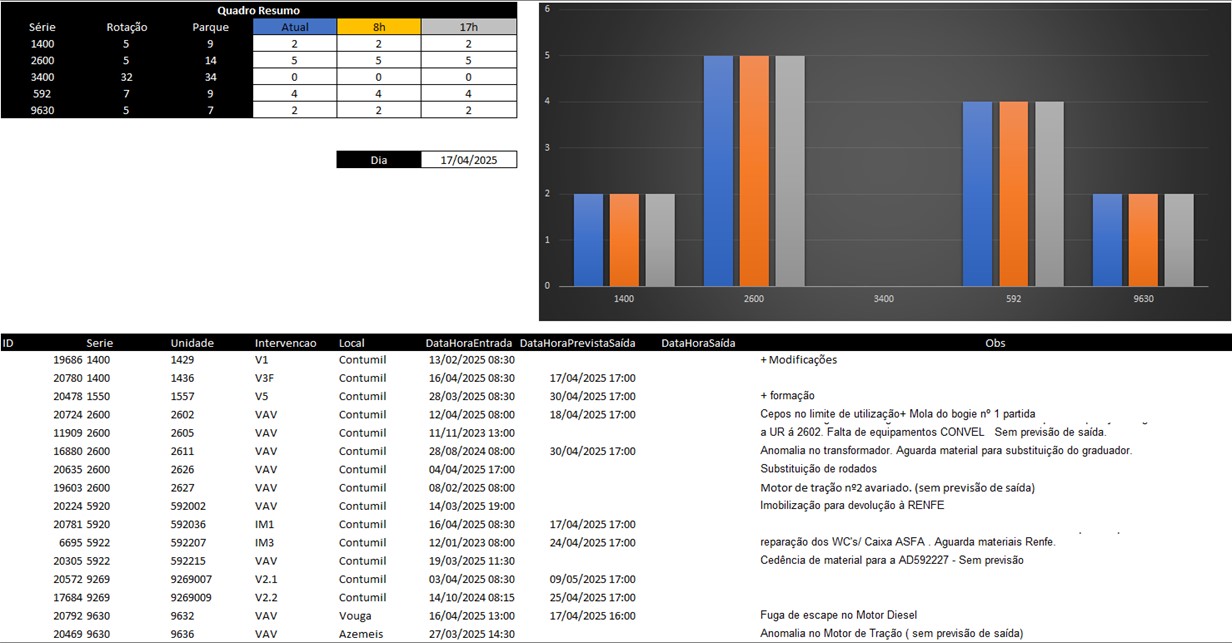 Quadro Resumo
Série Rotação Parque Atual 8h 17h
1400 5 9 2 2 2
2600 5 14 5 5 5
3400 32 34 0 0 0
592 7 9 4 4 4
9630 5 7 2 2 2
Dia 17/04/2025
6
5
4
3
2
1
0
1400 2600 3400 592 9630
ID Serie Unidade Intervencao Local DataHoraEntrada DataHoraPrevistaSaída DataHoraSaída Obs
19686 1400 1429 V1 Contumil 13/02/2025 08:30 + Modificações
20780 1400 1436 V3F Contumil 16/04/2025 08:30 17/04/2025 17:00
20478 1550 1557 V5 Contumil 28/03/2025 08:30 30/04/2025 17:00 + formação
20724 2600 2602 VAV Contumil 12/04/2025 08:00 18/04/2025 17:00 Cepos no limite de utilização+ Mola do bogie nº 1 partida
11909 2600 2605 VAV Contumil 11/11/2023 13:00 a UR á 2602. Falta de equipamentos CONVEL Sem previsão de saída.
16880 2600 2611 VAV Contumil 28/08/2024 08:00 30/04/2025 17:00 Anomalia no transformador. Aguarda material para substituição do graduador.
20635 2600 2626 VAV Contumil 04/04/2025 17:00 Substituição de rodados
19603 2600 2627 VAV Contumil 08/02/2025 08:00 Motor de tração nº2 avariado. (sem previsão de saída)
20224 5920 592002 VAV Contumil 14/03/2025 19:00 Imobilização para devolução à RENFE
20781 5920 592036 IM1 Contumil 16/04/2025 08:30 17/04/2025 17:00
6695 5922 592207 IM3 Contumil 12/01/2023 08:00 24/04/2025 17:00 reparação dos WC's/ Caixa ASFA . Aguarda materiais Renfe.
20305 5922 592215 VAV Contumil 19/03/2025 11:30 Cedência de material para a AD592227 - Sem previsão
20572 9269 9269007 V2.1 Contumil 03/04/2025 08:30 09/05/2025 17:00
17684 9269 9269009 V2.2 Contumil 14/10/2024 08:15 25/04/2025 17:00
20792 9630 9632 VAV Vouga 16/04/2025 13:00 17/04/2025 16:00 Fuga de escape no Motor Diesel
20469 9630 9636 VAV Azemeis 27/03/2025 14:30 Anomalia no Motor de Tração ( sem previsão de saída)